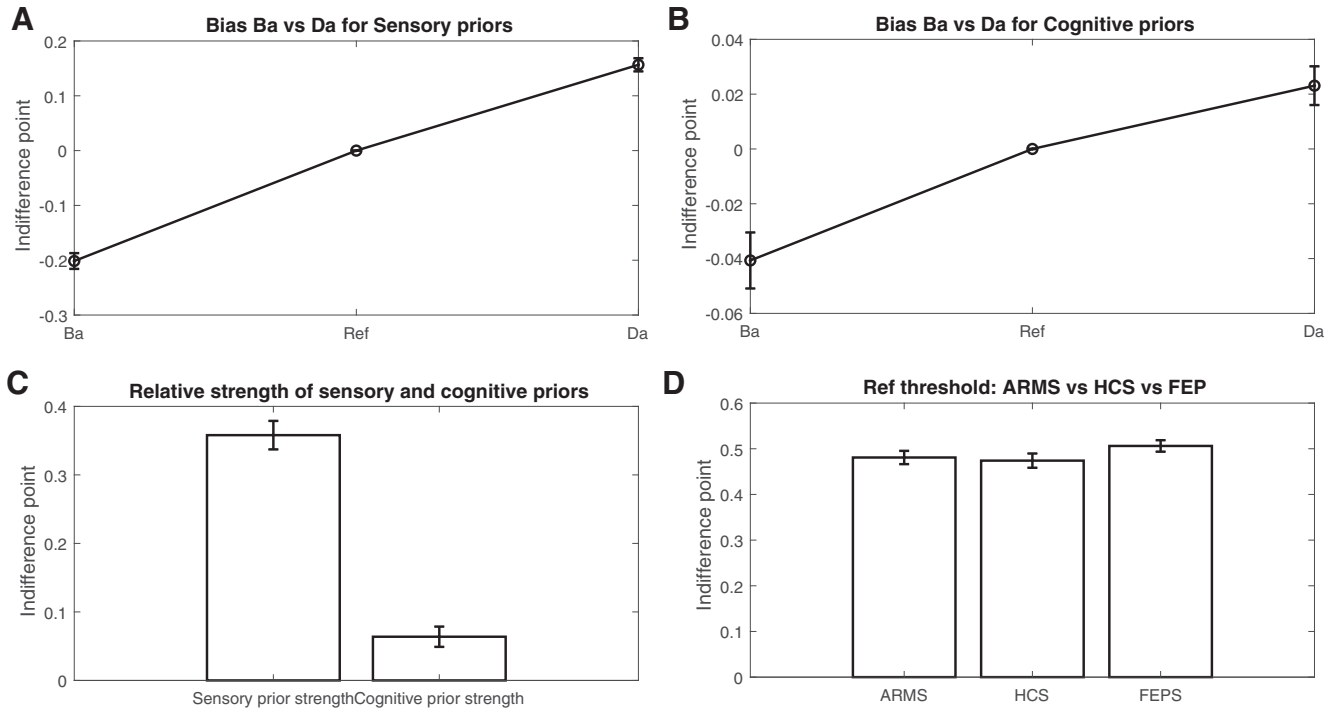 A
Bias Ba vs Da for Sensory priors
Indifference point
0.2
0.1
0
-0.1
-0.2
-0.3
Ba
Ref
Da
B
Bias Ba vs Da for Cognitive priors
Indifference point
0.04
0.02
0
-0.02
-0.04
-0.06
Ba
Ref
Da
C
Relative strength of sensory and cognitive priors
Indifference point
0.4
0.3
0.2
0.1
0
Sensory prior strength
Cognitive prior strength
D
Ref threshold: ARMS vs HCS vs FEP
Indifference point
0.6
0.5
0.4
0.3
0.2
0.1
0
ARMS
HCS
FEPS